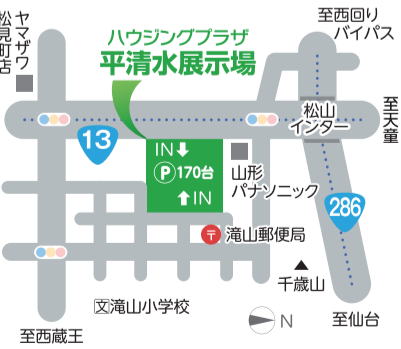 ハウジングプラザ
平清水展示場
ヤマザワ
松見町店
至西回り
バイパス
松山
インター
至天童
13
IN
P170台
IN
山形
パナソニック
286
〒
滝山郵便局
千歳山
文滝山小学校
N
至仙台
至西蔵王